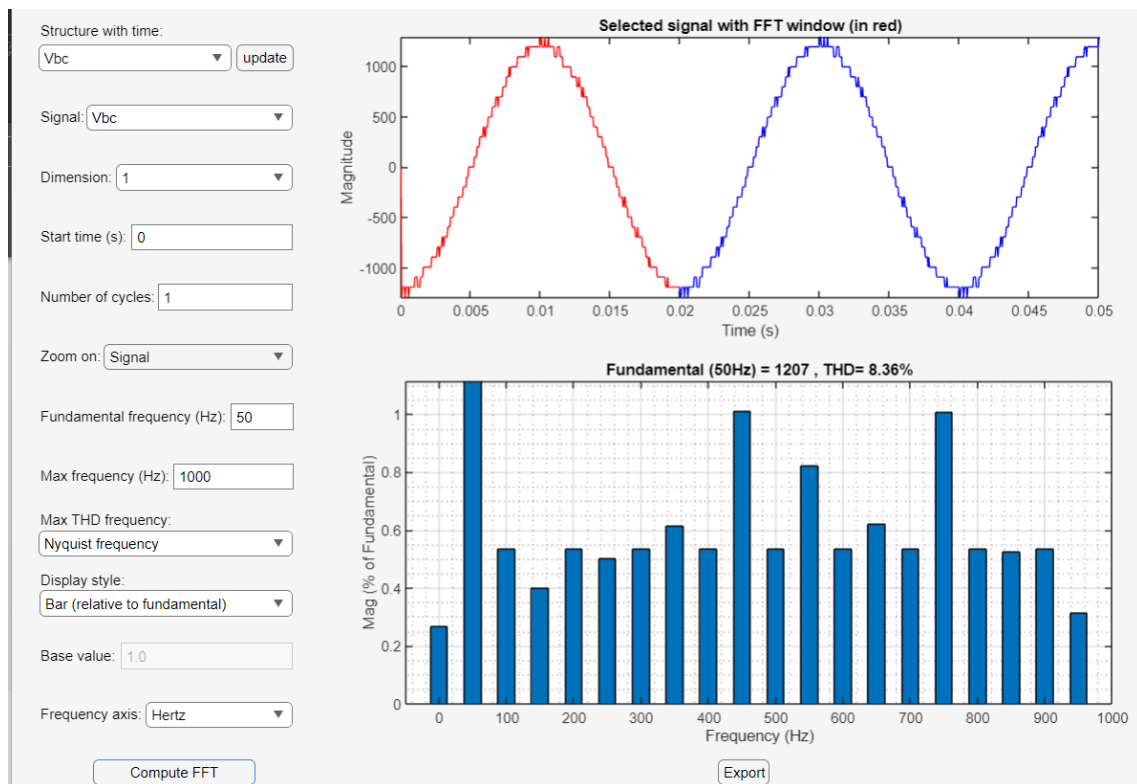 Structure with time:
Vbc
update
Signal: Vbc
Dimension: 1
Start time (s): 0
Number of cycles: 1
Zoom on: Signal
Fundamental frequency (Hz): 50
Max frequency (Hz): 1000
Max THD frequency:
Nyquist frequency
Display style:
Bar (relative to fundamental)
Base value: 1.0
Frequency axis: Hertz
Compute FFT
Selected signal with FFT window (in red)
Magnitude
1000
500
0
-500
-1000
0 0.005 0.01 0.015 0.02 0.025 0.03 0.035 0.04 0.045 0.05
Time (s)
Fundamental (50Hz) = 1207 , THD= 8.36%
Mag (% of Fundamental)
1
0.8
0.6
0.4
0.2
0
0 100 200 300 400 500 600 700 800 900 1000
Frequency (Hz)
Export